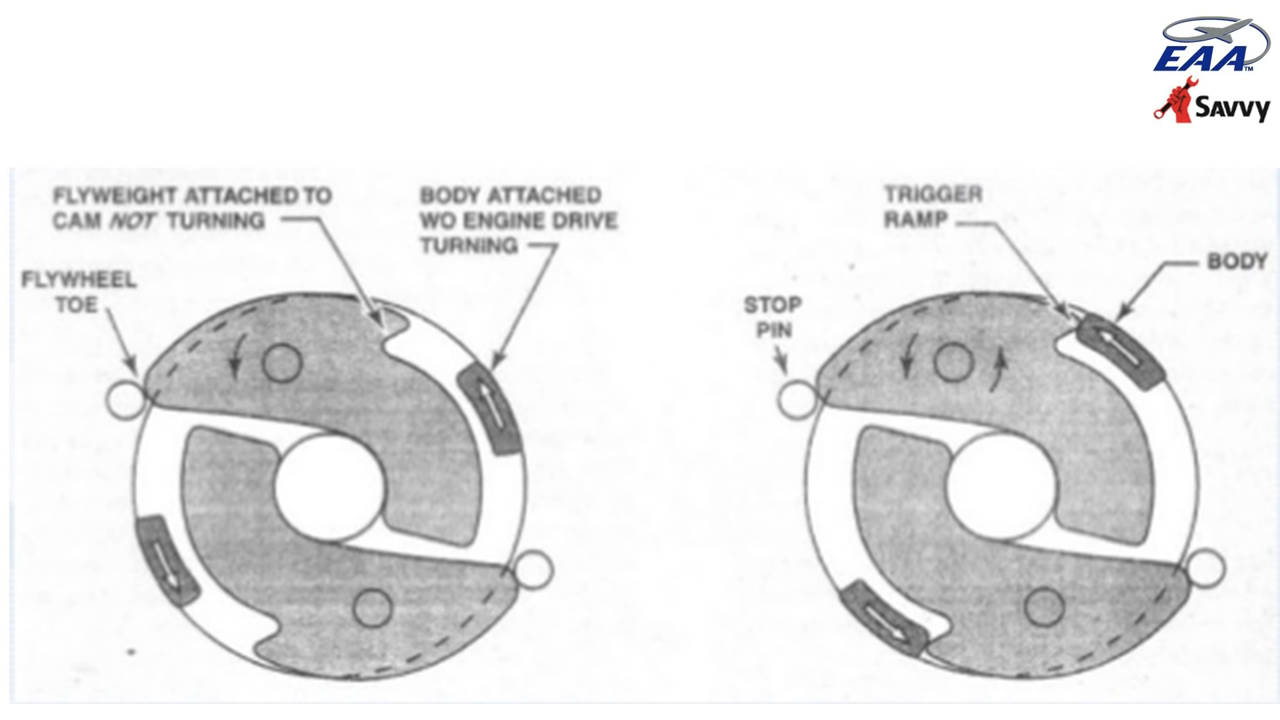 EAA™
SAVVY
FLYWEIGHT ATTACHED TO
CAM NOT TURNING
BODY ATTACHED
WO ENGINE DRIVE
TURNING
FLYWHEEL
TOE
TRIGGER
RAMP
BODY
STOP
PIN